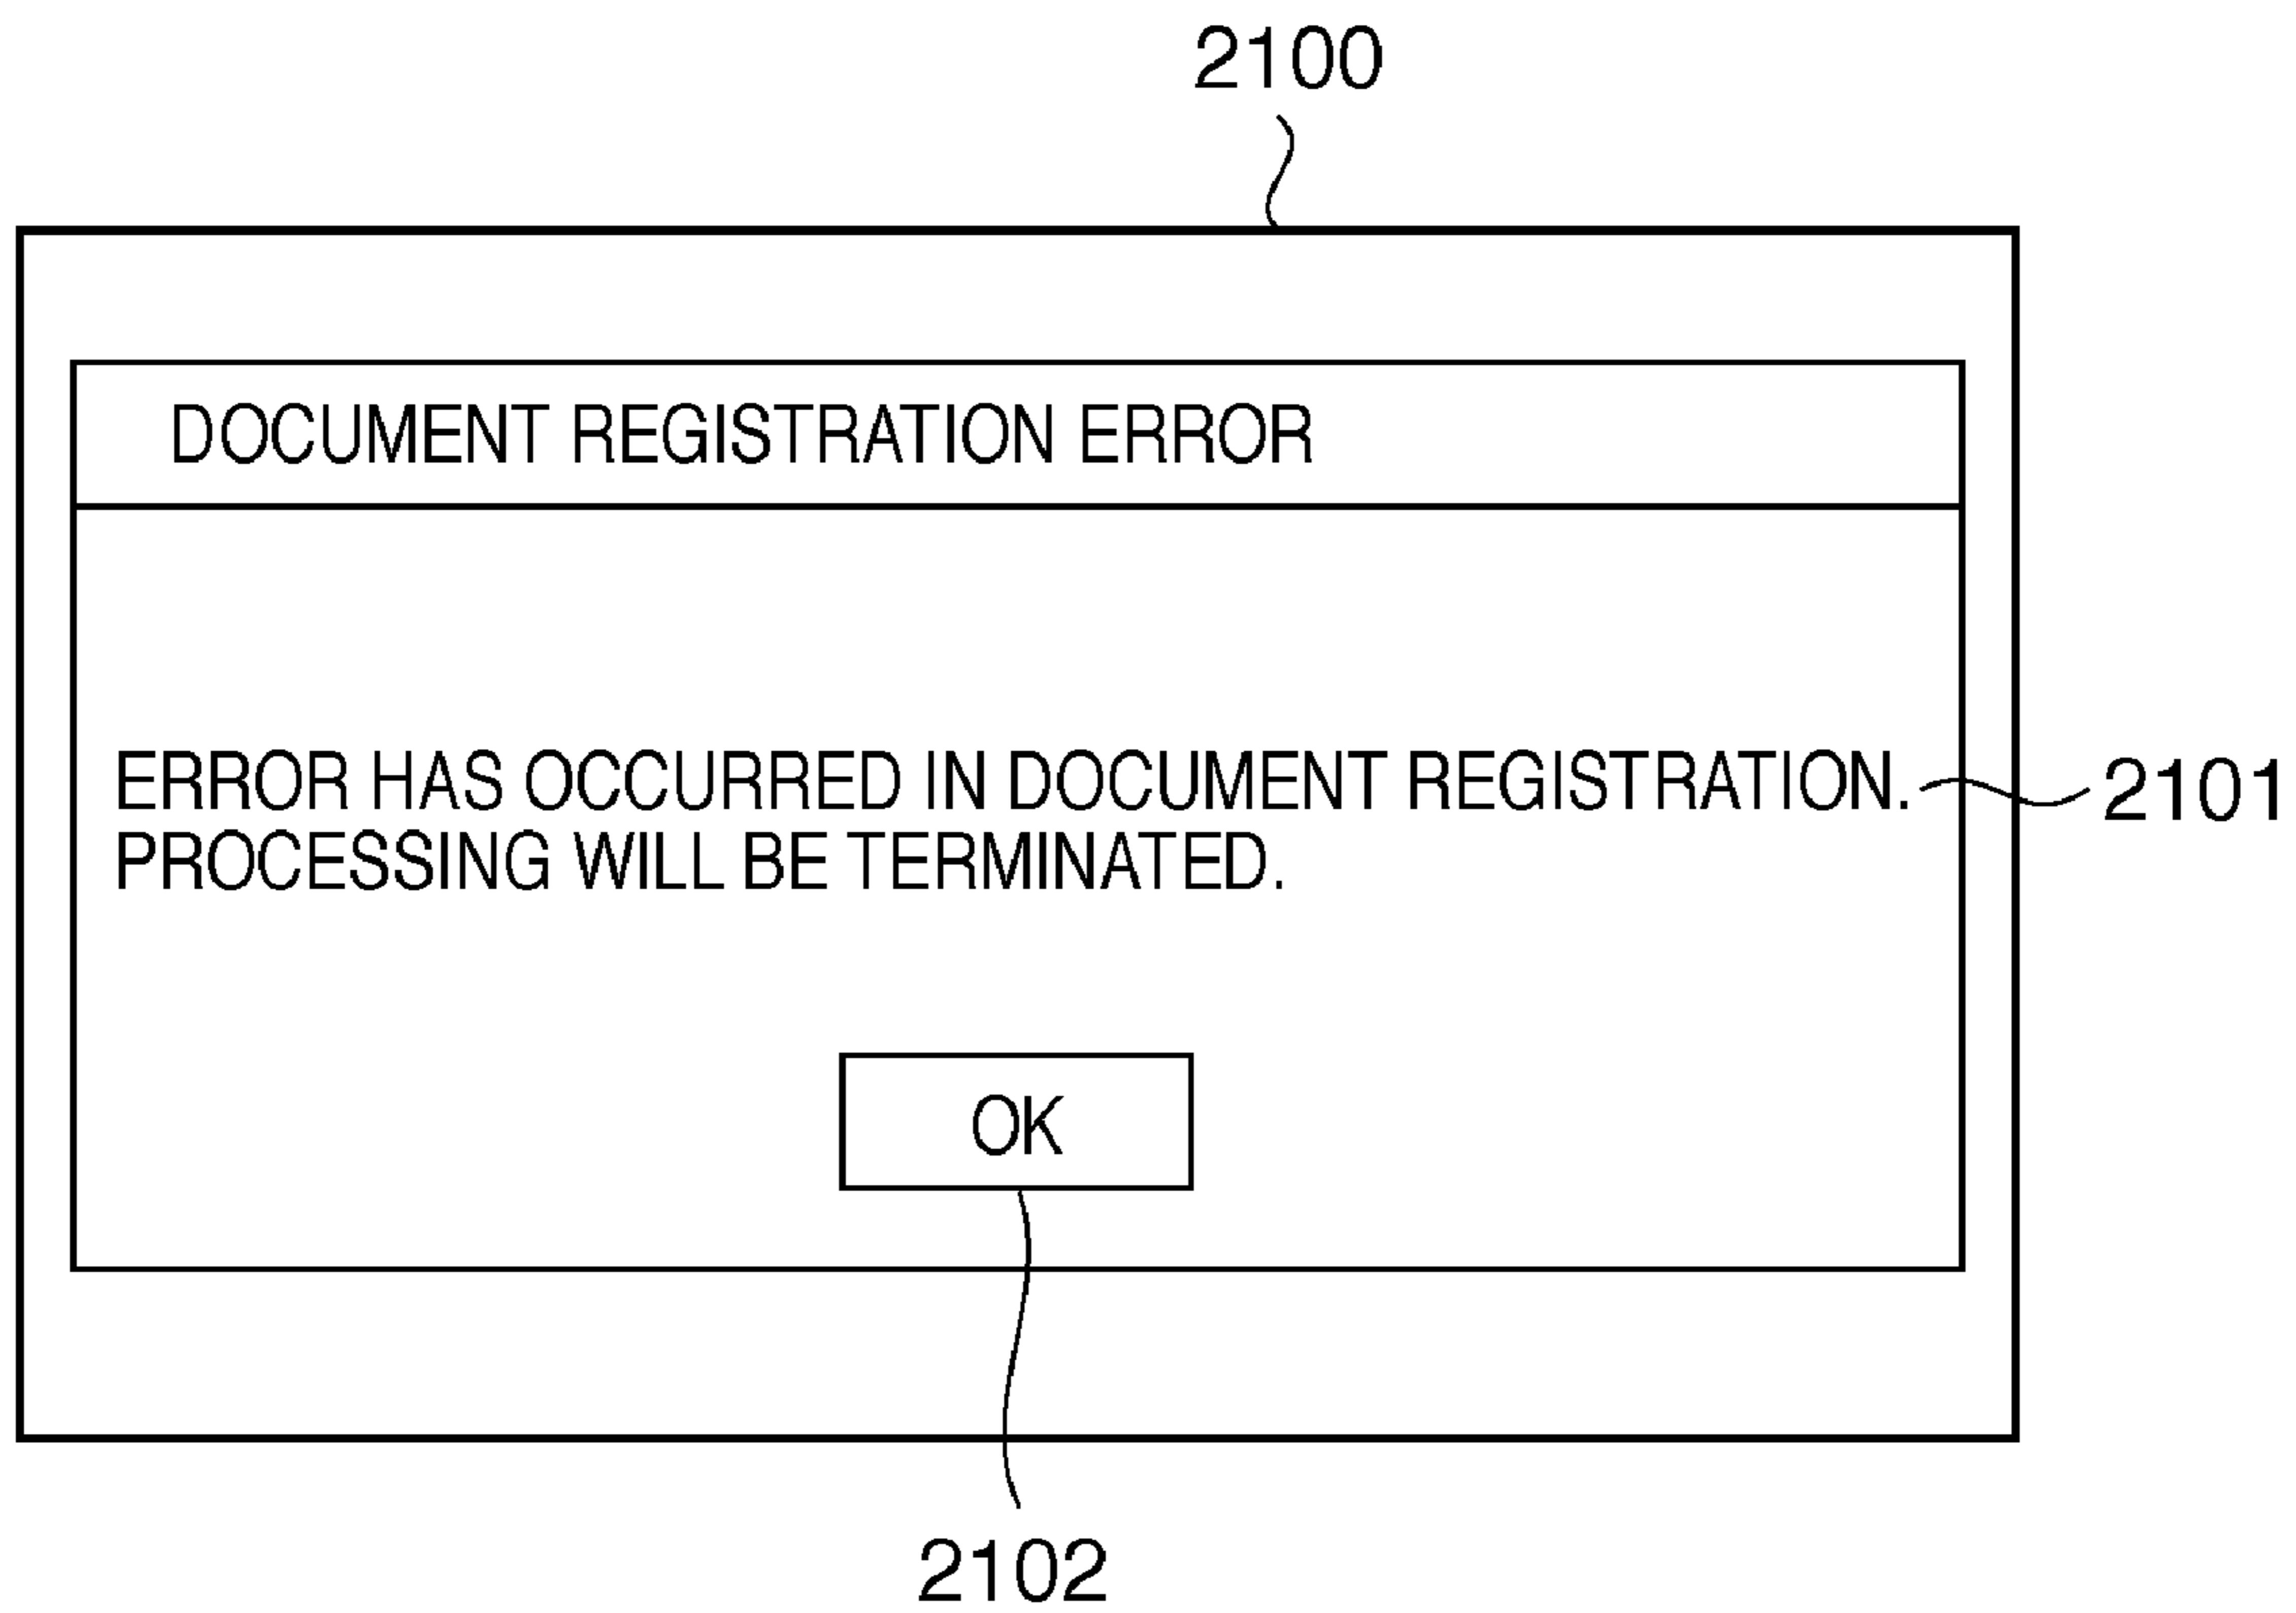 2100
DOCUMENT REGISTRATION ERROR
ERROR HAS OCCURRED IN DOCUMENT REGISTRATION.
2101
PROCESSING WILL BE TERMINATED.
OK
2102